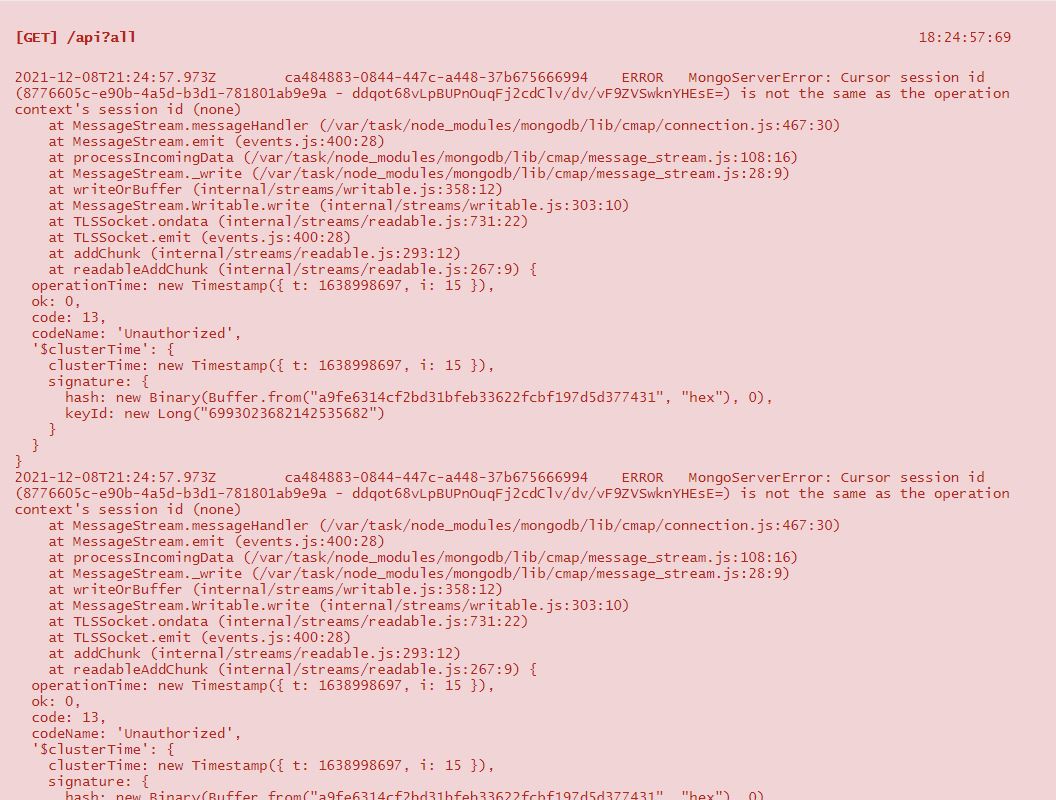 [GET] /api?all 18:24:57:69
2021-12-08T21:24:57.973Z ca484883-0844-447c-a448-37b675666994 ERROR MongoServerError: Cursor session id
(8776605c-e90b-4a5d-b3d1-781801ab9e9a - ddqot68vLpBUPnOuqFj2cdClv/dv/vF9ZVSwknYHEsE=) is not the same as the operation
context's session id (none)
at MessageStream.messageHandler (/var/task/node_modules/mongodb/lib/cmap/connection.js:467:30)
at MessageStream.emit (events.js:400:28)
at processIncomingData (/var/task/node_modules/mongodb/lib/cmap/message_stream.js:108:16)
at MessageStream._write (/var/task/node_modules/mongodb/lib/cmap/message_stream.js:28:9)
at writeOrBuffer (internal/streams/writable.js:358:12)
at MessageStream.Writable.write (internal/streams/writable.js:303:10)
at TLSSocket.ondata (internal/streams/readable.js:731:22)
at TLSSocket.emit (events.js:400:28)
at addChunk (internal/streams/readable.js:293:12)
at readableAddChunk (internal/streams/readable.js:267:9) {
operationTime: new Timestamp({ t: 1638998697, i: 15 }),
ok: 0,
code: 13,
codeName: 'Unauthorized',
'$clusterTime': {
clusterTime: new Timestamp({ t: 1638998697, i: 15 }),
signature: {
hash: new Binary(Buffer.from("a9fe6314cf2bd31bfeb33622fcbf197d5d377431", "hex"), 0),
keyId: new Long("6993023682142535682")
}
}
}
2021-12-08T21:24:57.973Z ca484883-0844-447c-a448-37b675666994 ERROR MongoServerError: Cursor session id
(8776605c-e90b-4a5d-b3d1-781801ab9e9a - ddqot68vLpBUPnOuqFj2cdClv/dv/vF9ZVSwknYHEsE=) is not the same as the operation
context's session id (none)
at MessageStream.messageHandler (/var/task/node_modules/mongodb/lib/cmap/connection.js:467:30)
at MessageStream.emit (events.js:400:28)
at processIncomingData (/var/task/node_modules/mongodb/lib/cmap/message_stream.js:108:16)
at MessageStream._write (/var/task/node_modules/mongodb/lib/cmap/message_stream.js:28:9)
at writeOrBuffer (internal/streams/writable.js:358:12)
at MessageStream.Writable.write (internal/streams/writable.js:303:10)
at TLSSocket.ondata (internal/streams/readable.js:731:22)
at TLSSocket.emit (events.js:400:28)
at addChunk (internal/streams/readable.js:293:12)
at readableAddChunk (internal/streams/readable.js:267:9) {
operationTime: new Timestamp({ t: 1638998697, i: 15 }),
ok: 0,
code: 13,
codeName: 'Unauthorized',
'$clusterTime': {
clusterTime: new Timestamp({ t: 1638998697, i: 15 }),
signature: {
hash: new Binary(Buffer.from("a9fe6314cf2bd31bfeb33622fcbf197d5d377431", "hex"), 0)